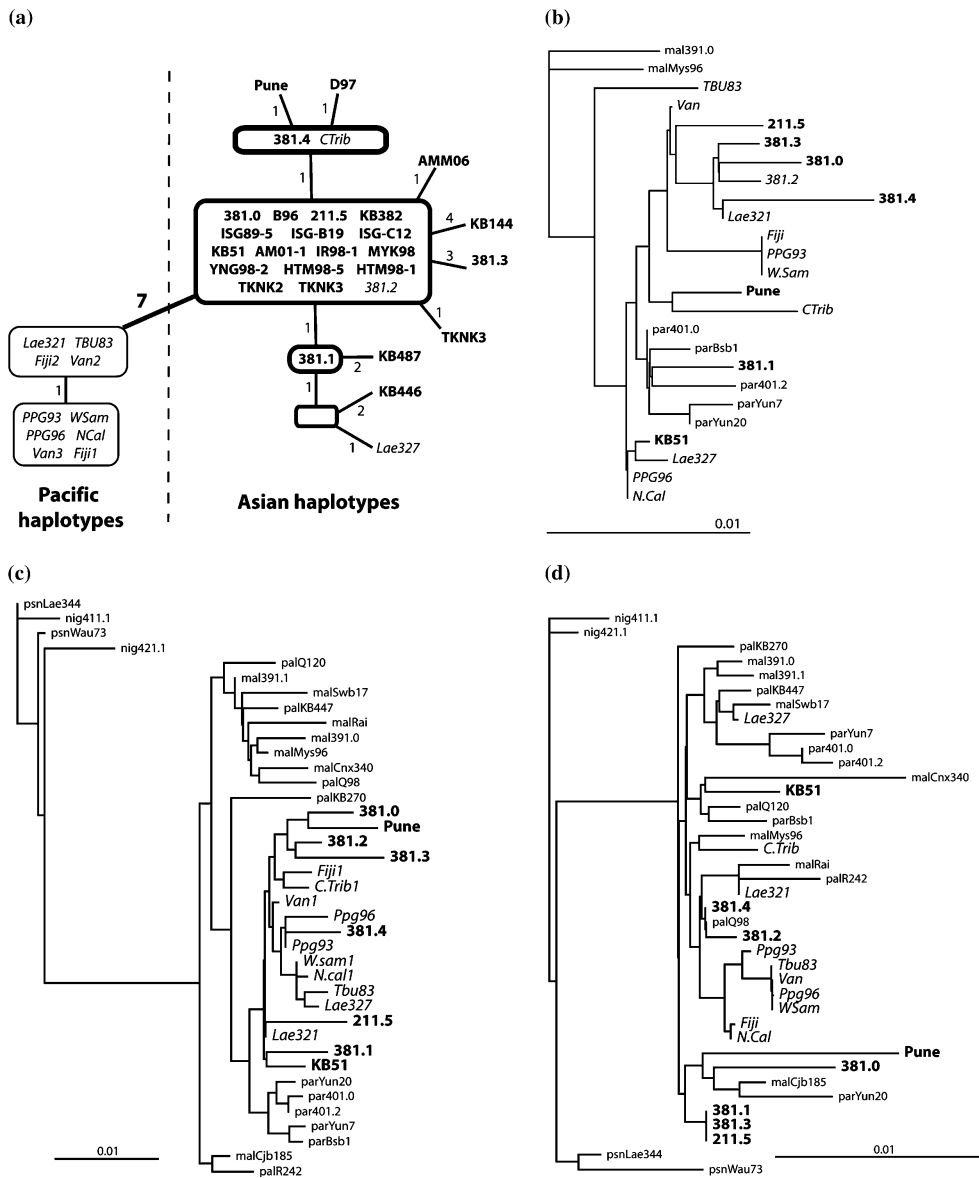 (a)
Pune
D97
1
1
381.4 CTrib
1
AMM06
1
381.0 B96 211.5 KB382
ISG89-5 ISG-B19 ISG-C12
KB51 AM01-1 IR98-1 MYK98
YNG98-2 HTM98-5 HTM98-1
TKNK2 TKNK3 381.2
4
KB144
3
381.3
1
TKNK3
7
Lae321 TBU83
Fiji2 Van2
1
PPG93 WSam
PPG96 NCal
Van3 Fiji1
1
381.1
2
KB487
1
KB446
2
1
Lae327
Pacific
haplotypes
Asian haplotypes
(b)
mal391.0
malMys96
TBU83
Van
211.5
381.3
381.0
381.2
381.4
Lae321
Fiji
PPG93
W.Sam
Pune
CTrib
par401.0
parBsb1
381.1
par401.2
parYun7
parYun20
KB51
Lae327
PPG96
N.Cal
0.01
(c)
psnLae344
nig411.1
psnWau73
nig421.1
palQ120
mal391.1
malSwb17
palKB447
malRai
mal391.0
malMys96
malCnx340
palQ98
palKB270
381.0
Pune
381.2
381.3
Fiji1
C.Trib1
Van1
Ppg96
381.4
Ppg93
W.sam1
N.cal1
Tbu83
Lae327
211.5
Lae321
381.1
KB51
parYun20
par401.0
par401.2
parYun7
parBsb1
malCjb185
palR242
0.01
(d)
nig411.1
nig421.1
palKB270
mal391.0
mal391.1
palKB447
malSwb17
Lae327
parYun7
par401.0
par401.2
malCnx340
KB51
palQ120
parBsb1
malMys96
C.Trib
malRai
palR242
Lae321
381.4
palQ98
381.2
Ppg93
Tbu83
Van
Ppg96
WSam
Fiji
N.Cal
Pune
381.0
malCjb185
parYun20
381.1
381.3
211.5
psnLae344
psnWau73
0.01